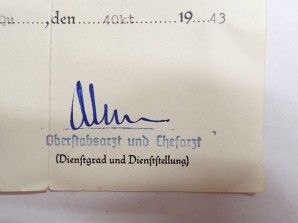 Qu......,den.....4okt......19...43
Oberstabsarzt und Chefarzt
(Dienstgrad und Dienststellung)